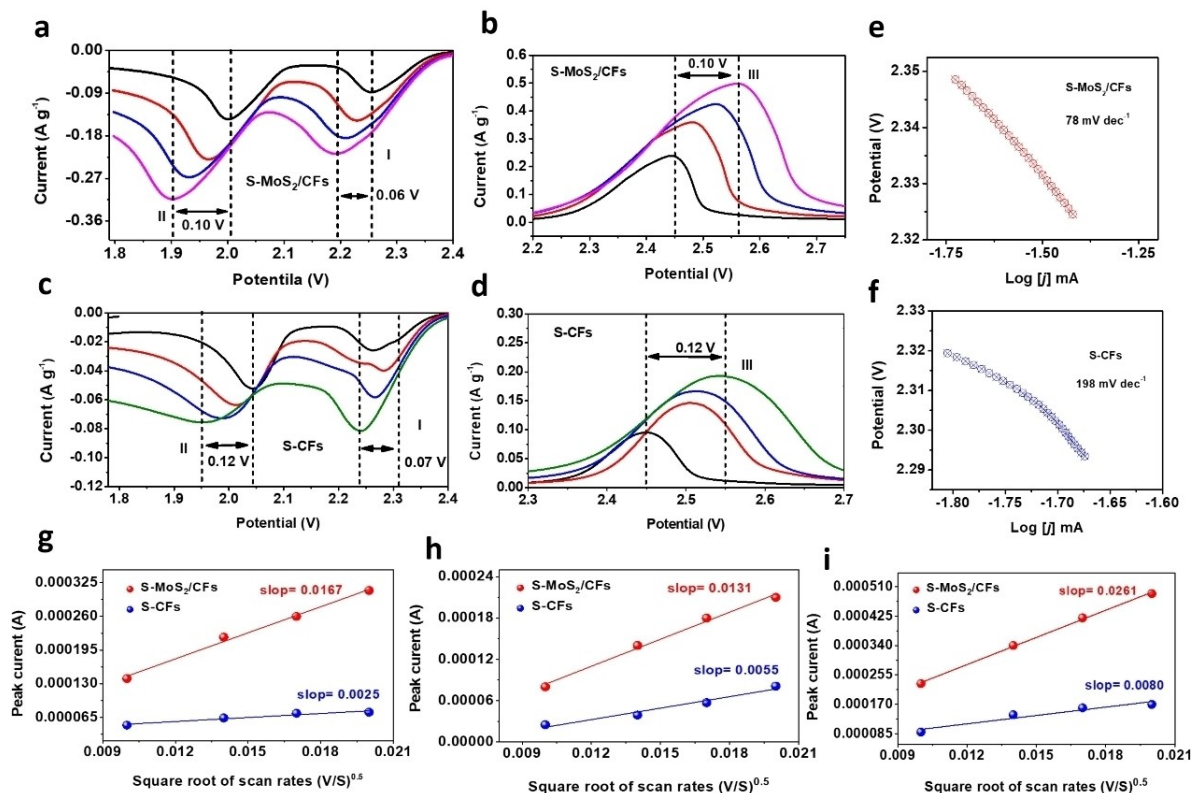 a
0.00
-0.09
-0.18
-0.27
-0.36
Current (A g⁻¹)
S-MoS₂/CFs
I
II
0.10 V
0.06 V
1.8 1.9 2.0 2.1 2.2 2.3 2.4
Potentila (V)
b
0.6
0.5
0.4
0.3
0.2
0.1
0.0
Current (A g⁻¹)
S-MoS₂/CFs
0.10 V
III
2.2 2.3 2.4 2.5 2.6 2.7
Potential (V)
e
2.35
2.34
2.33
2.32
Potential (V)
S-MoS₂/CFs
78 mV dec⁻¹
-1.75 -1.50 -1.25
Log [j] mA
c
0.00
-0.02
-0.04
-0.06
-0.08
-0.10
-0.12
Current (A g⁻¹)
II
0.12 V
S-CFs
I
0.07 V
1.8 1.9 2.0 2.1 2.2 2.3 2.4
Potential (V)
d
0.30
0.25
0.20
0.15
0.10
0.05
0.00
Current (A g⁻¹)
S-CFs
0.12 V
III
2.3 2.4 2.5 2.6 2.7
Potential (V)
f
2.33
2.32
2.31
2.30
2.29
Potential (V)
S-CFs
198 mV dec⁻¹
-1.80 -1.75 -1.70 -1.65 -1.60
Log [j] mA
g
0.000325
0.000260
0.000195
0.000130
0.000065
Peak curent (A)
S-MoS₂/CFs
S-CFs
slop= 0.0167
slop= 0.0025
0.009 0.012 0.015 0.018 0.021
Square root of scan rates (V/S)⁰·⁵
h
0.00024
0.00018
0.00012
0.00006
0.00000
Peak curent (A)
S-MoS₂/CFs
S-CFs
slop= 0.0131
slop= 0.0055
0.009 0.012 0.015 0.018 0.021
Square root of scan rates (V/S)⁰·⁵
i
0.000510
0.000425
0.000340
0.000255
0.000170
0.000085
Peak curent (A)
S-MoS₂/CFs
S-CFs
slop= 0.0261
slop= 0.0080
0.009 0.012 0.015 0.018 0.021
Square root of scan rates (V/S)⁰·⁵